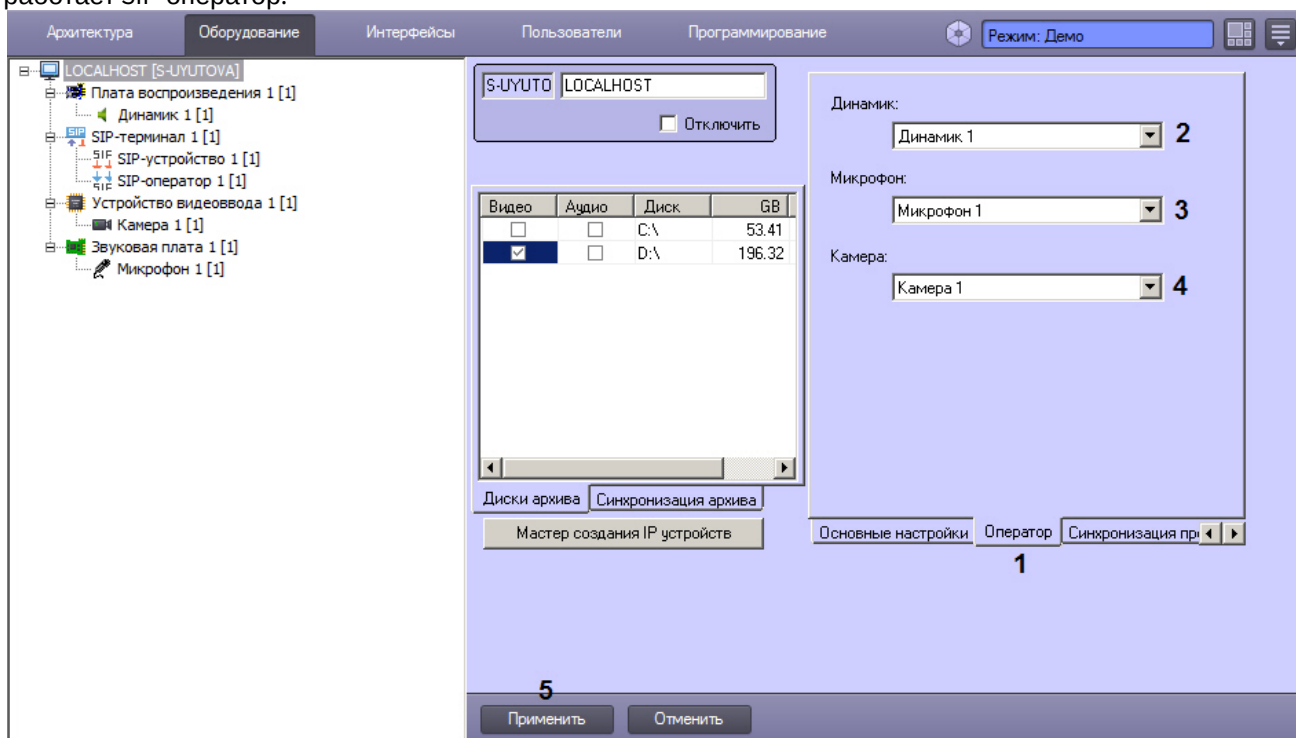 работает SIP-оператор.
Архитектура Оборудование Интерфейсы Пользователи Программирование Режим: Демо
LOCALHOST [S-UYUTOVA]
Плата воспроизведения 1 [1]
Динамик 1 [1]
SIP-терминал 1 [1]
SIP-устройство 1 [1]
SIP-оператор 1 [1]
Устройство видеоввода 1 [1]
Камера 1 [1]
Звуковая плата 1 [1]
Микрофон 1 [1]
S-UYUTO LOCALHOST
Отключить
Видео Аудио Диск GB
C:\ 53.41
D:\ 196.32
Диски архива Синхронизация архива
Мастер создания IP устройств
Динамик:
Динамик 1 2
Микрофон:
Микрофон 1 3
Камера:
Камера 1 4
Основные настройки Оператор Синхронизация пр
1
5
Применить Отменить